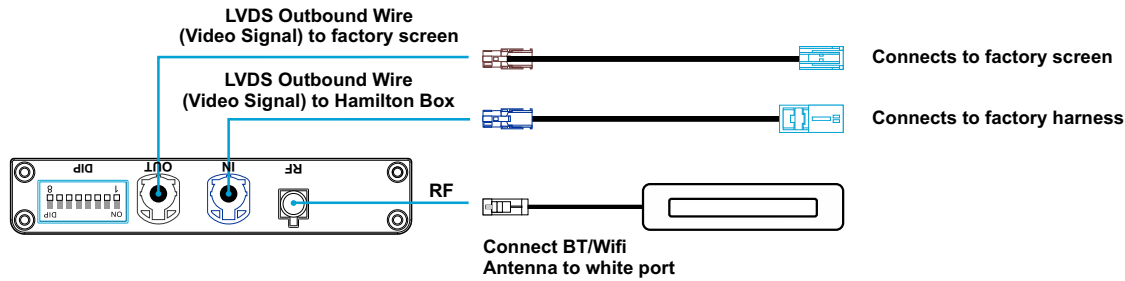 LVDS Outbound Wire
(Video Signal) to factory screen
Connects to factory screen
LVDS Outbound Wire
(Video Signal) to Hamilton Box
Connects to factory harness
DIP
OUT
IN
RF
8
1
DIP
ON
RF
Connect BT/Wifi
Antenna to white port